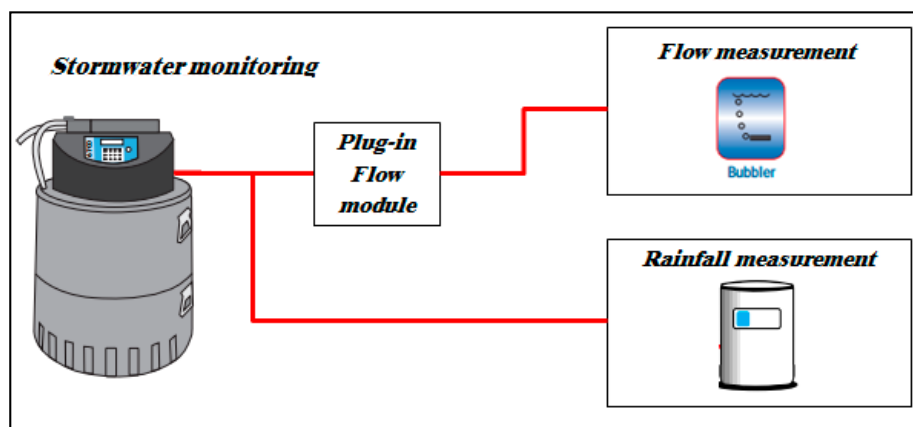 Stormwater monitoring
Plug-in
Flow
module
Flow measurement
Bubbler
Rainfall measurement